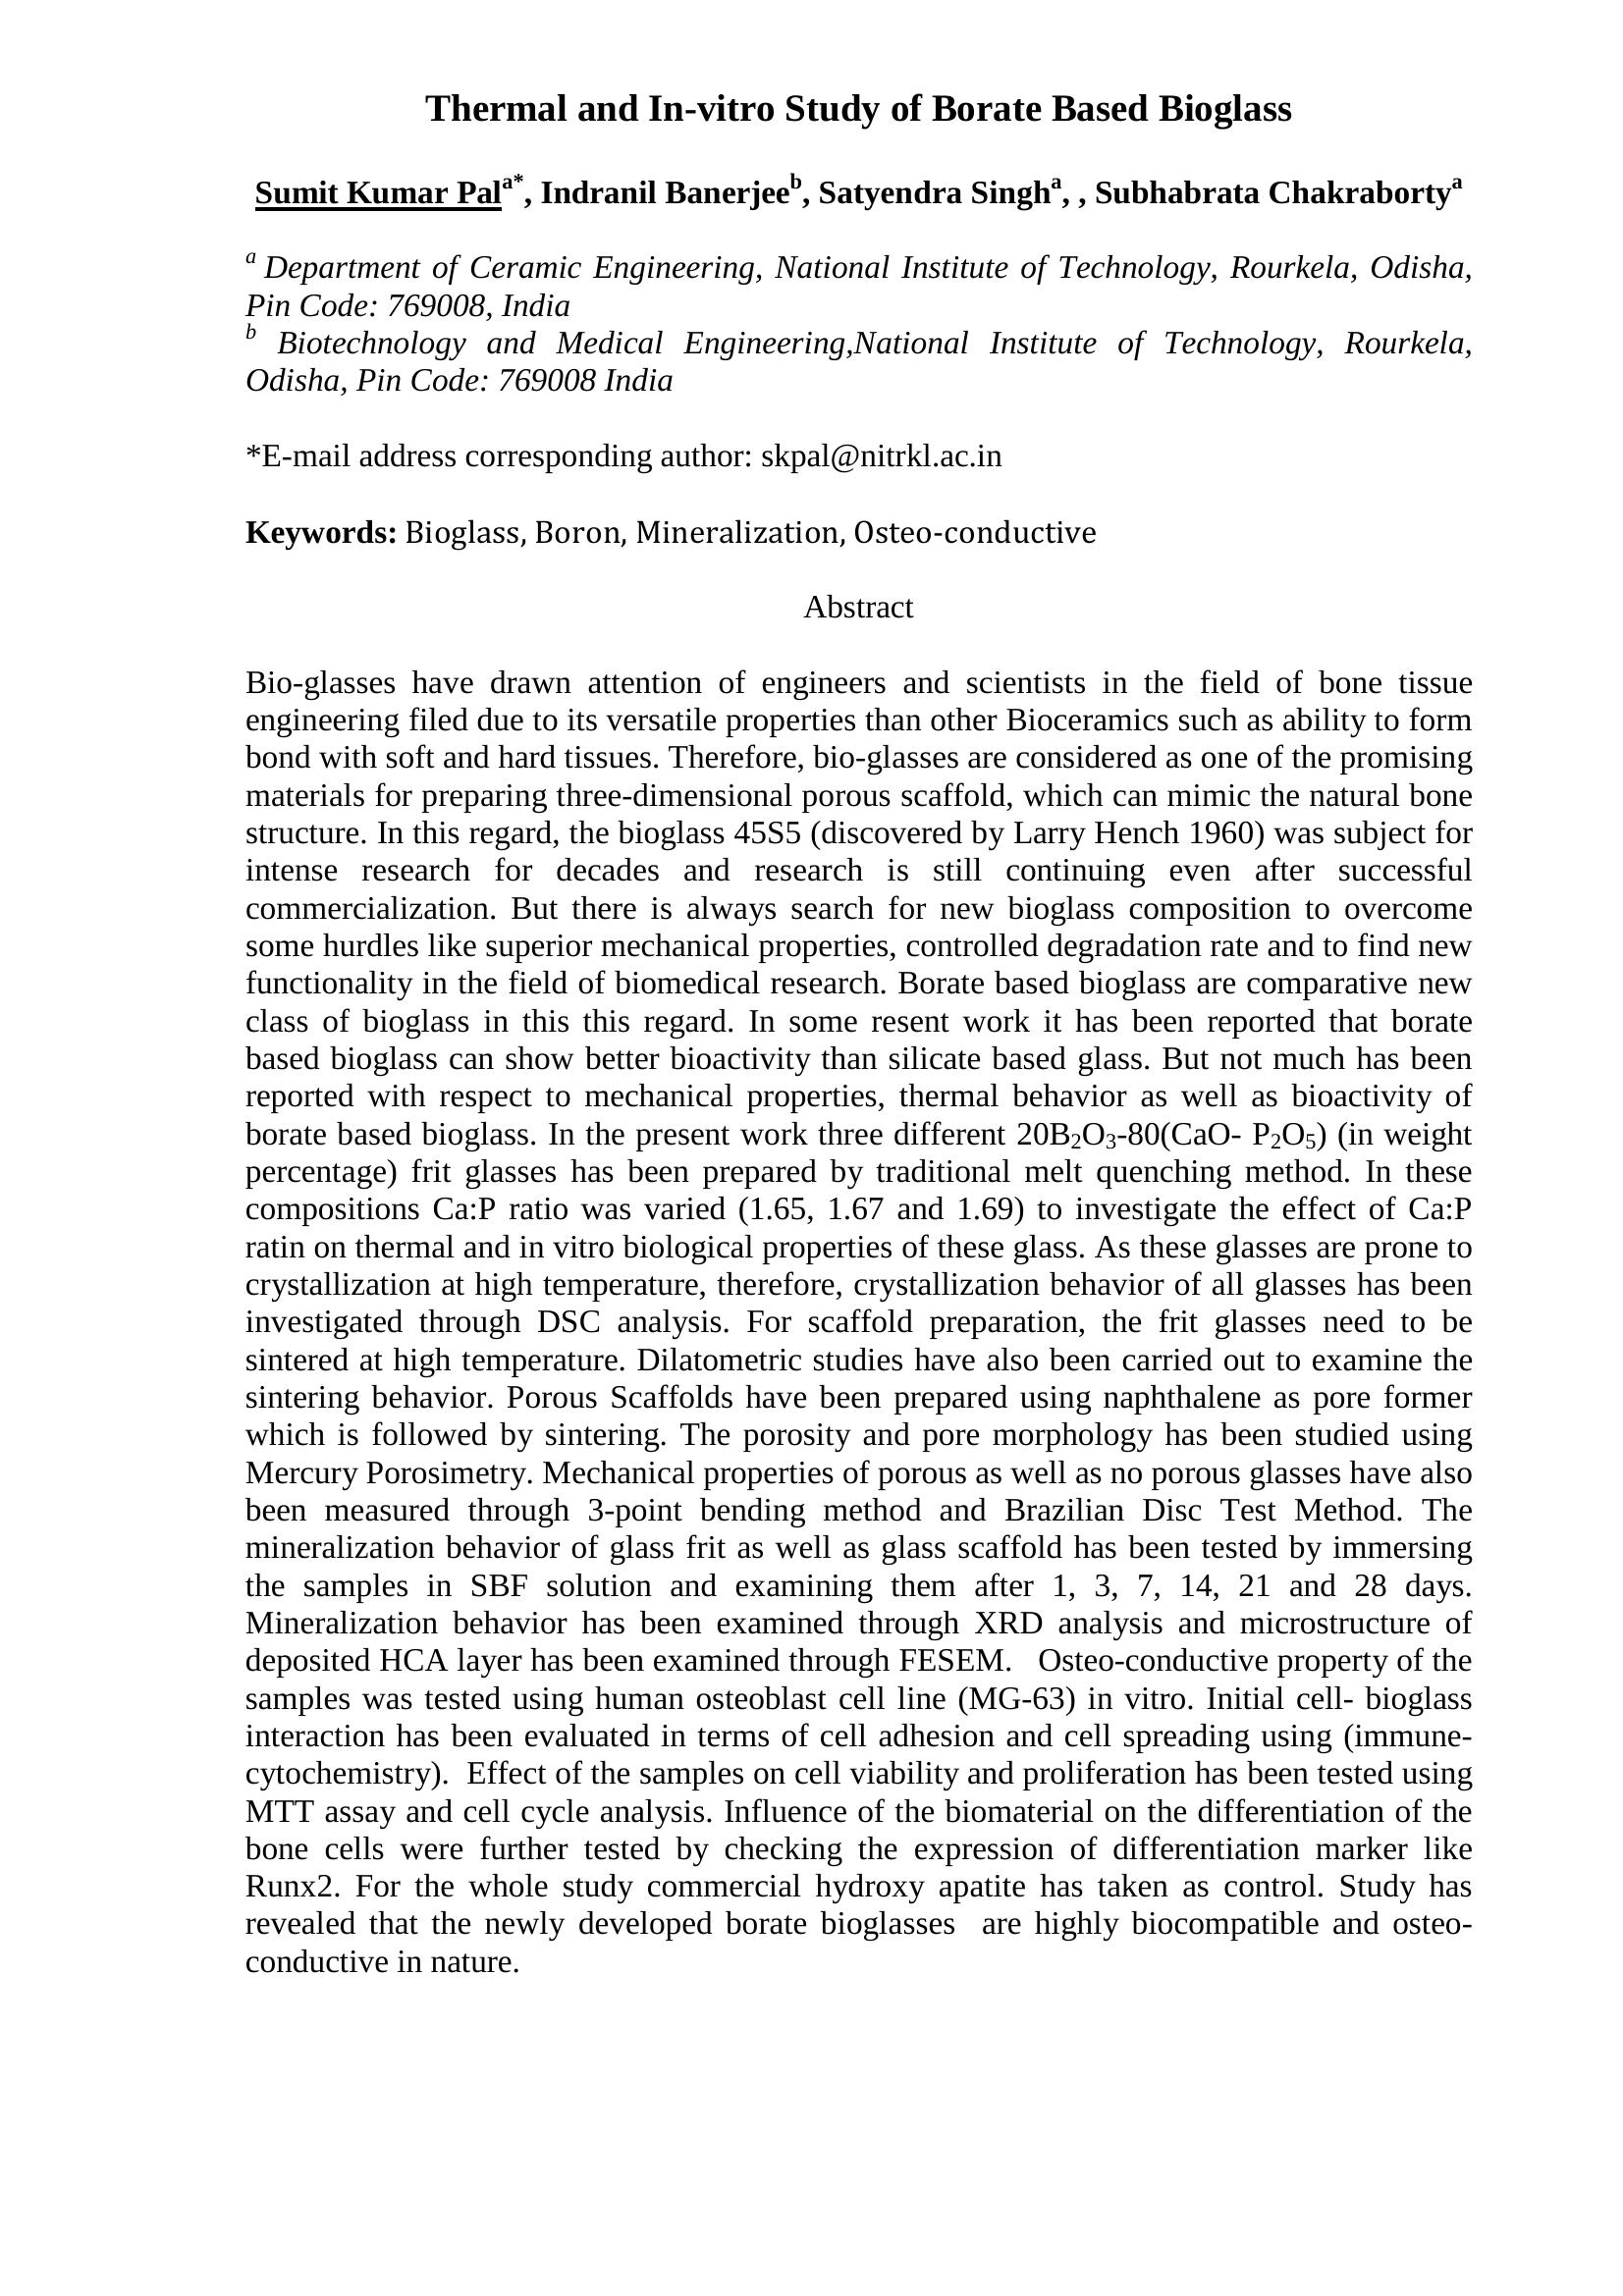 Thermal and In-vitro Study of Borate Based Bioglass
Sumit Kumar Palᵃ*, Indranil Banerjeeᵇ, Satyendra Singhᵃ, , Subhabrata Chakrabortyᵃ
ᵃ Department of Ceramic Engineering, National Institute of Technology, Rourkela, Odisha,
Pin Code: 769008, India
ᵇ Biotechnology and Medical Engineering,National Institute of Technology, Rourkela,
Odisha, Pin Code: 769008 India
*E-mail address corresponding author: skpal@nitrkl.ac.in
Keywords: Bioglass, Boron, Mineralization, Osteo-conductive
Abstract
Bio-glasses have drawn attention of engineers and scientists in the field of bone tissue
engineering filed due to its versatile properties than other Bioceramics such as ability to form
bond with soft and hard tissues. Therefore, bio-glasses are considered as one of the promising
materials for preparing three-dimensional porous scaffold, which can mimic the natural bone
structure. In this regard, the bioglass 45S5 (discovered by Larry Hench 1960) was subject for
intense research for decades and research is still continuing even after successful
commercialization. But there is always search for new bioglass composition to overcome
some hurdles like superior mechanical properties, controlled degradation rate and to find new
functionality in the field of biomedical research. Borate based bioglass are comparative new
class of bioglass in this this regard. In some resent work it has been reported that borate
based bioglass can show better bioactivity than silicate based glass. But not much has been
reported with respect to mechanical properties, thermal behavior as well as bioactivity of
borate based bioglass. In the present work three different 20B₂O₃-80(CaO- P₂O₅) (in weight
percentage) frit glasses has been prepared by traditional melt quenching method. In these
compositions Ca:P ratio was varied (1.65, 1.67 and 1.69) to investigate the effect of Ca:P
ratin on thermal and in vitro biological properties of these glass. As these glasses are prone to
crystallization at high temperature, therefore, crystallization behavior of all glasses has been
investigated through DSC analysis. For scaffold preparation, the frit glasses need to be
sintered at high temperature. Dilatometric studies have also been carried out to examine the
sintering behavior. Porous Scaffolds have been prepared using naphthalene as pore former
which is followed by sintering. The porosity and pore morphology has been studied using
Mercury Porosimetry. Mechanical properties of porous as well as no porous glasses have also
been measured through 3-point bending method and Brazilian Disc Test Method. The
mineralization behavior of glass frit as well as glass scaffold has been tested by immersing
the samples in SBF solution and examining them after 1, 3, 7, 14, 21 and 28 days.
Mineralization behavior has been examined through XRD analysis and microstructure of
deposited HCA layer has been examined through FESEM.   Osteo-conductive property of the
samples was tested using human osteoblast cell line (MG-63) in vitro. Initial cell- bioglass
interaction has been evaluated in terms of cell adhesion and cell spreading using (immune-
cytochemistry).  Effect of the samples on cell viability and proliferation has been tested using
MTT assay and cell cycle analysis. Influence of the biomaterial on the differentiation of the
bone cells were further tested by checking the expression of differentiation marker like
Runx2. For the whole study commercial hydroxy apatite has taken as control. Study has
revealed that the newly developed borate bioglasses  are highly biocompatible and osteo-
conductive in nature.